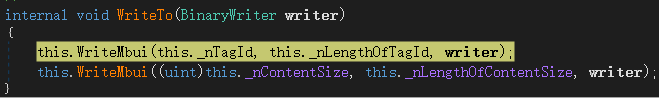 internal void WriteTo(BinaryWriter writer)
{
this.WriteMbui(this._nTagId, this._nLengthOfTagId, writer);
this.WriteMbui((uint)this._nContentSize, this._nLengthOfContentSize, writer);
}